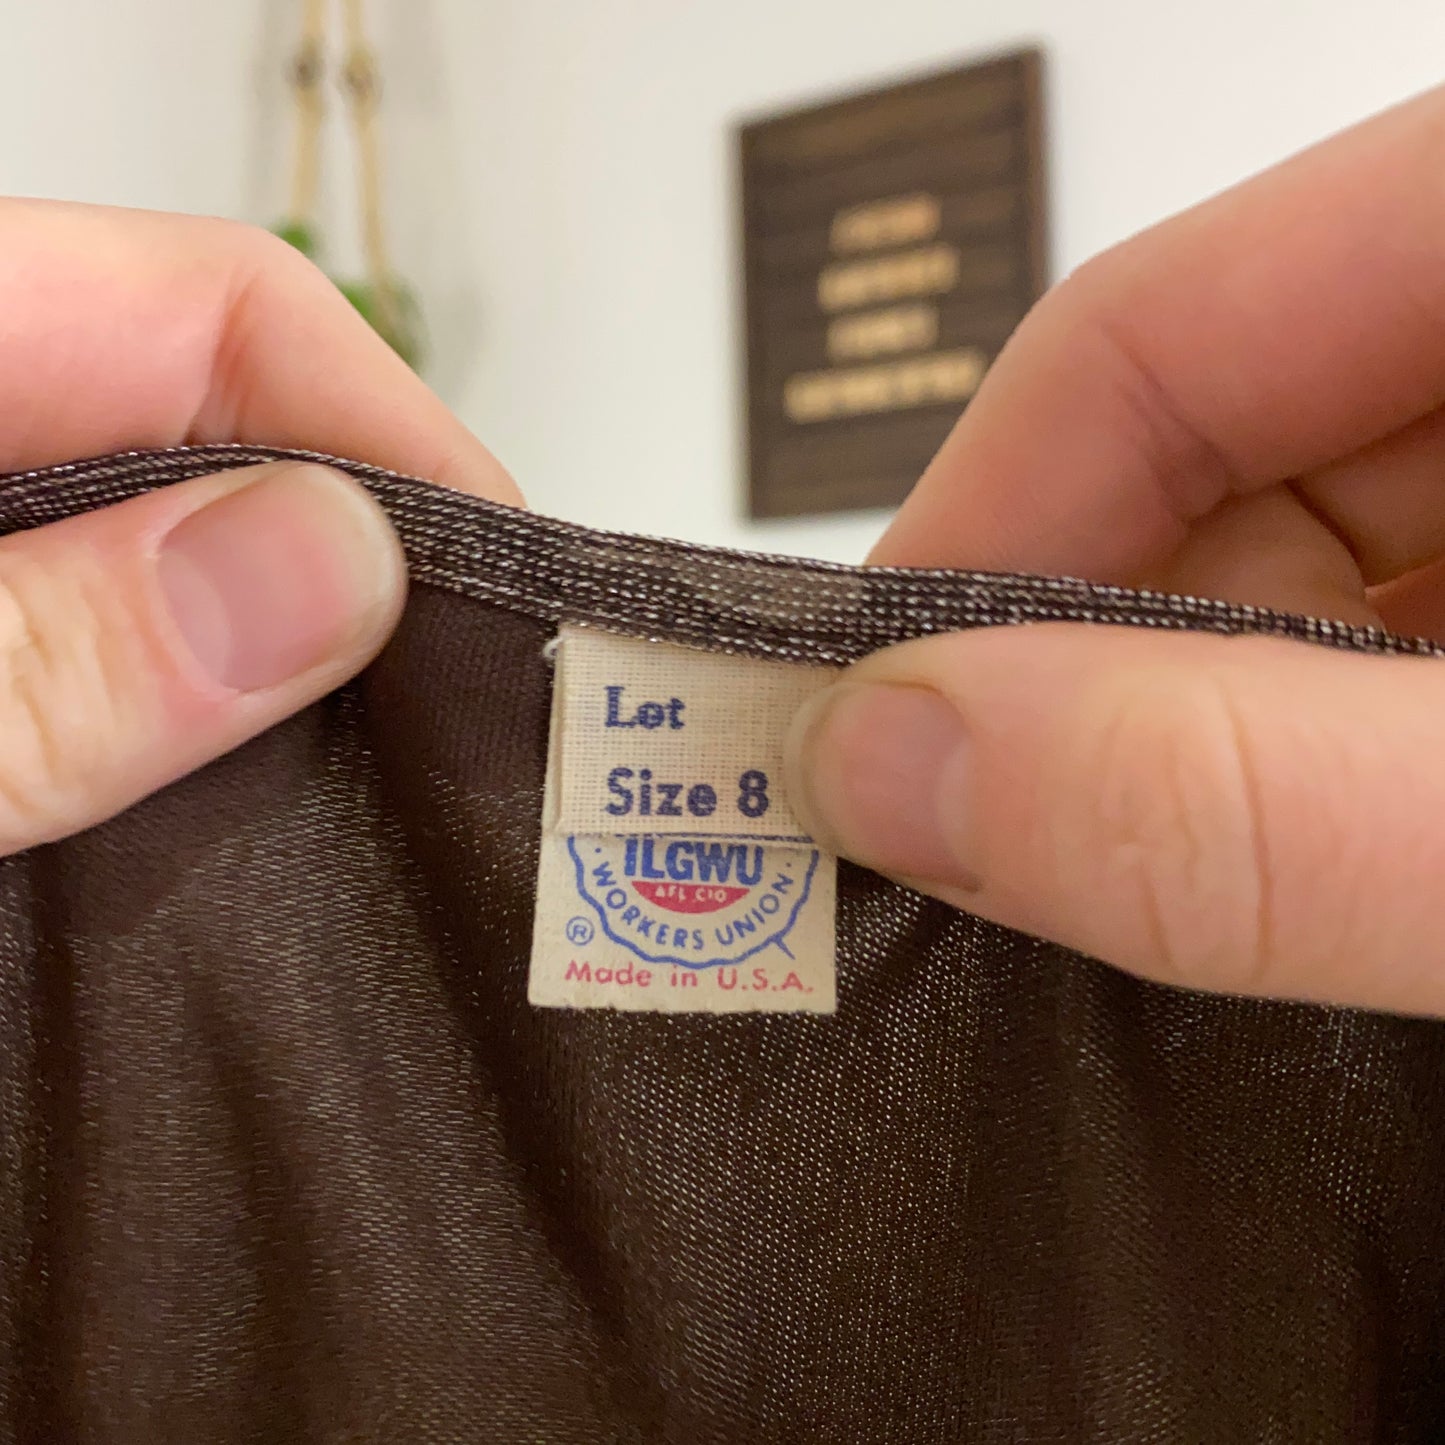 Lot
Size 8
ILGWU
AFL CIO
WORKERS UNION
®
Made in U.S.A.